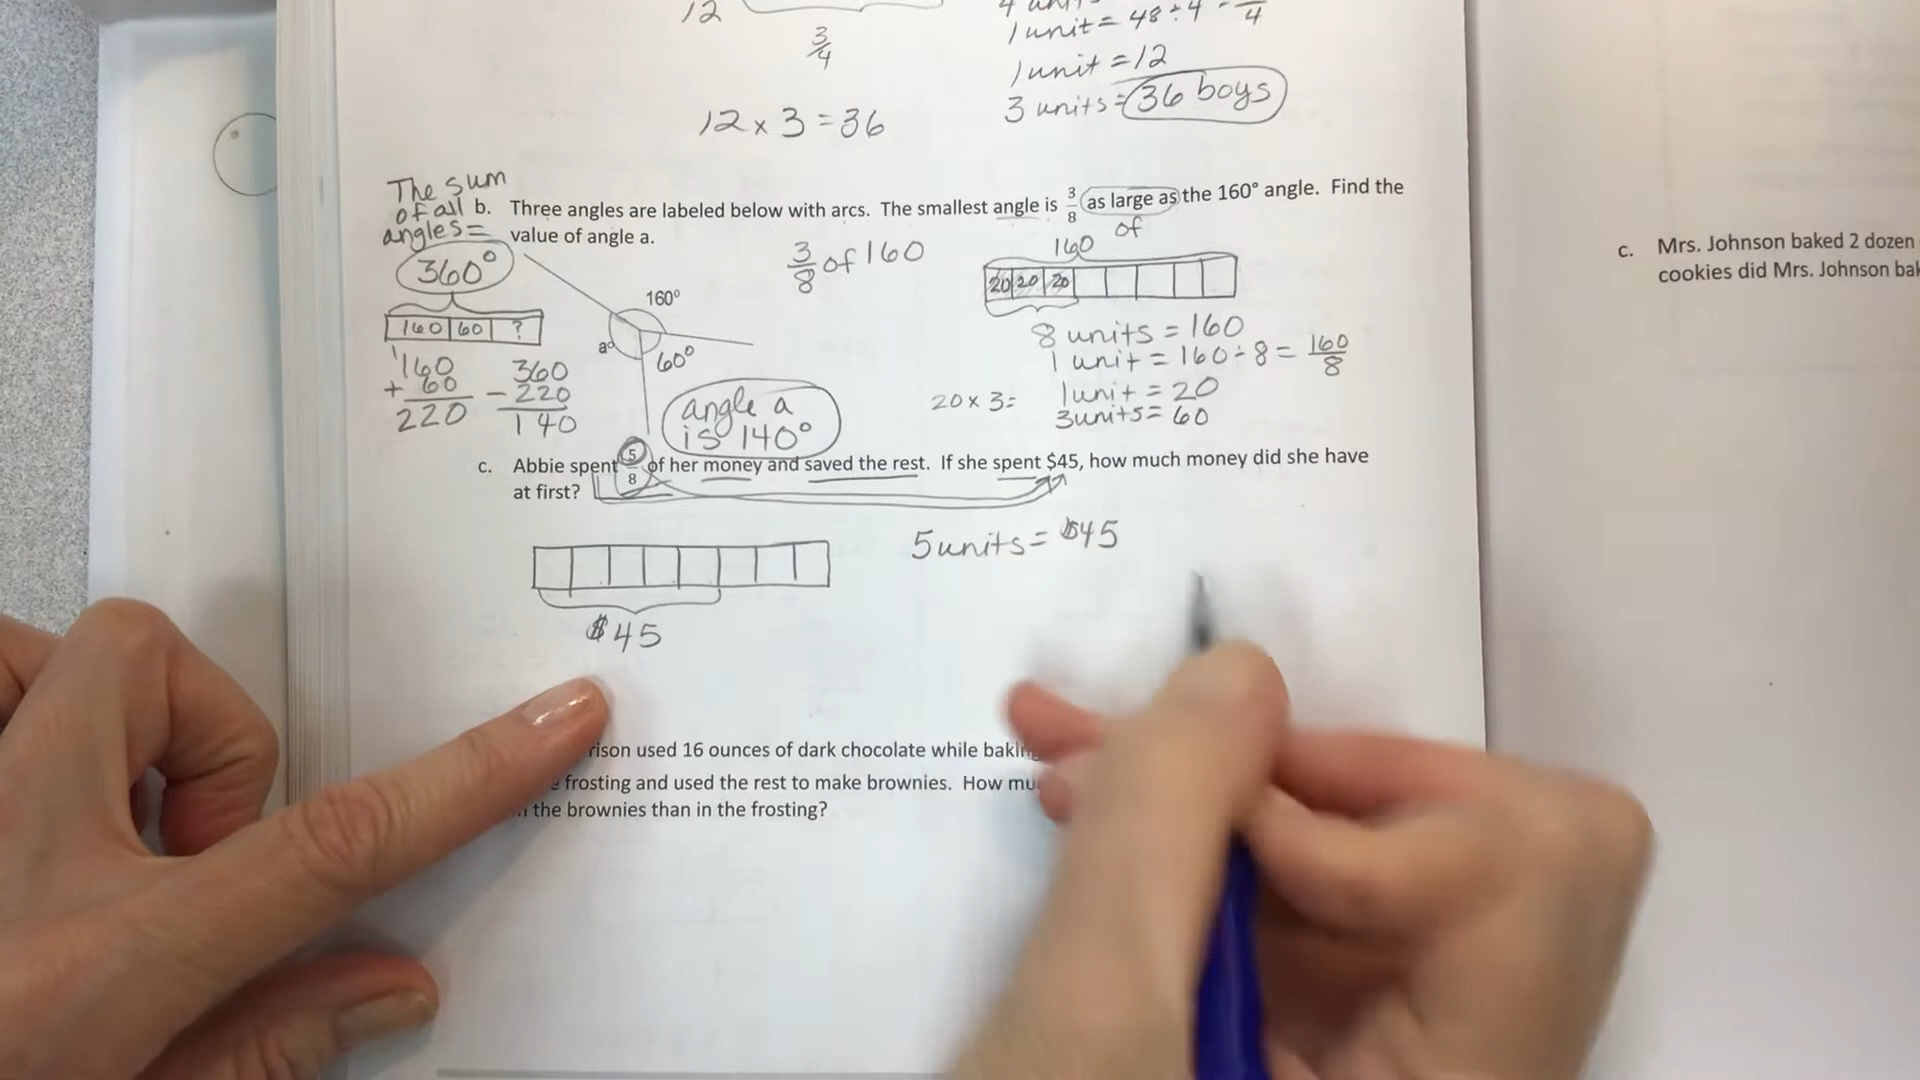 12
3/4
1 unit = 48 ÷ 4 =
4
1 unit = 12
3 units = 36 boys
12 x 3 = 36
The sum
of all
angles =
360°
b. Three angles are labeled below with arcs. The smallest angle is 3/8 as large as the 160° angle. Find the
value of angle a.
of
3/8 of 160
160
20 20 20
160 60 ?
160°
a°
60°
1
160
+ 60
220
360
- 220
140
angle a
is 140°
8 units = 160
1 unit = 160 ÷ 8 = 160/8
20 x 3 =
1 unit = 20
3 units = 60
c. Abbie spent 5/8 of her money and saved the rest. If she spent $45, how much money did she have
at first?
5 units = $45
$45
used 16 ounces of dark chocolate while
frosting and used the rest to make brownies. How
the brownies than in the frosting?
c. Mrs. Johnson baked 2 dozen
cookies did Mrs. Johnson